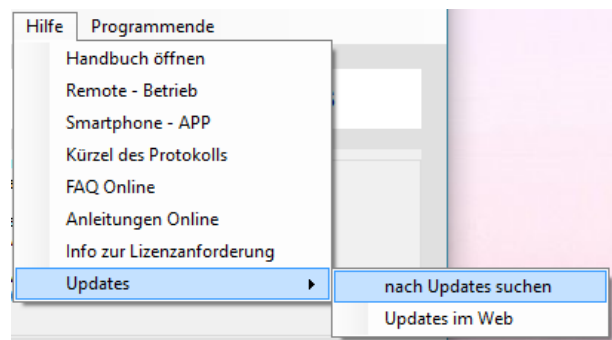 Hilfe Programmende
Handbuch öffnen
Remote - Betrieb
Smartphone - APP
Kürzel des Protokolls
FAQ Online
Anleitungen Online
Info zur Lizenzanforderung
Updates
nach Updates suchen
Updates im Web